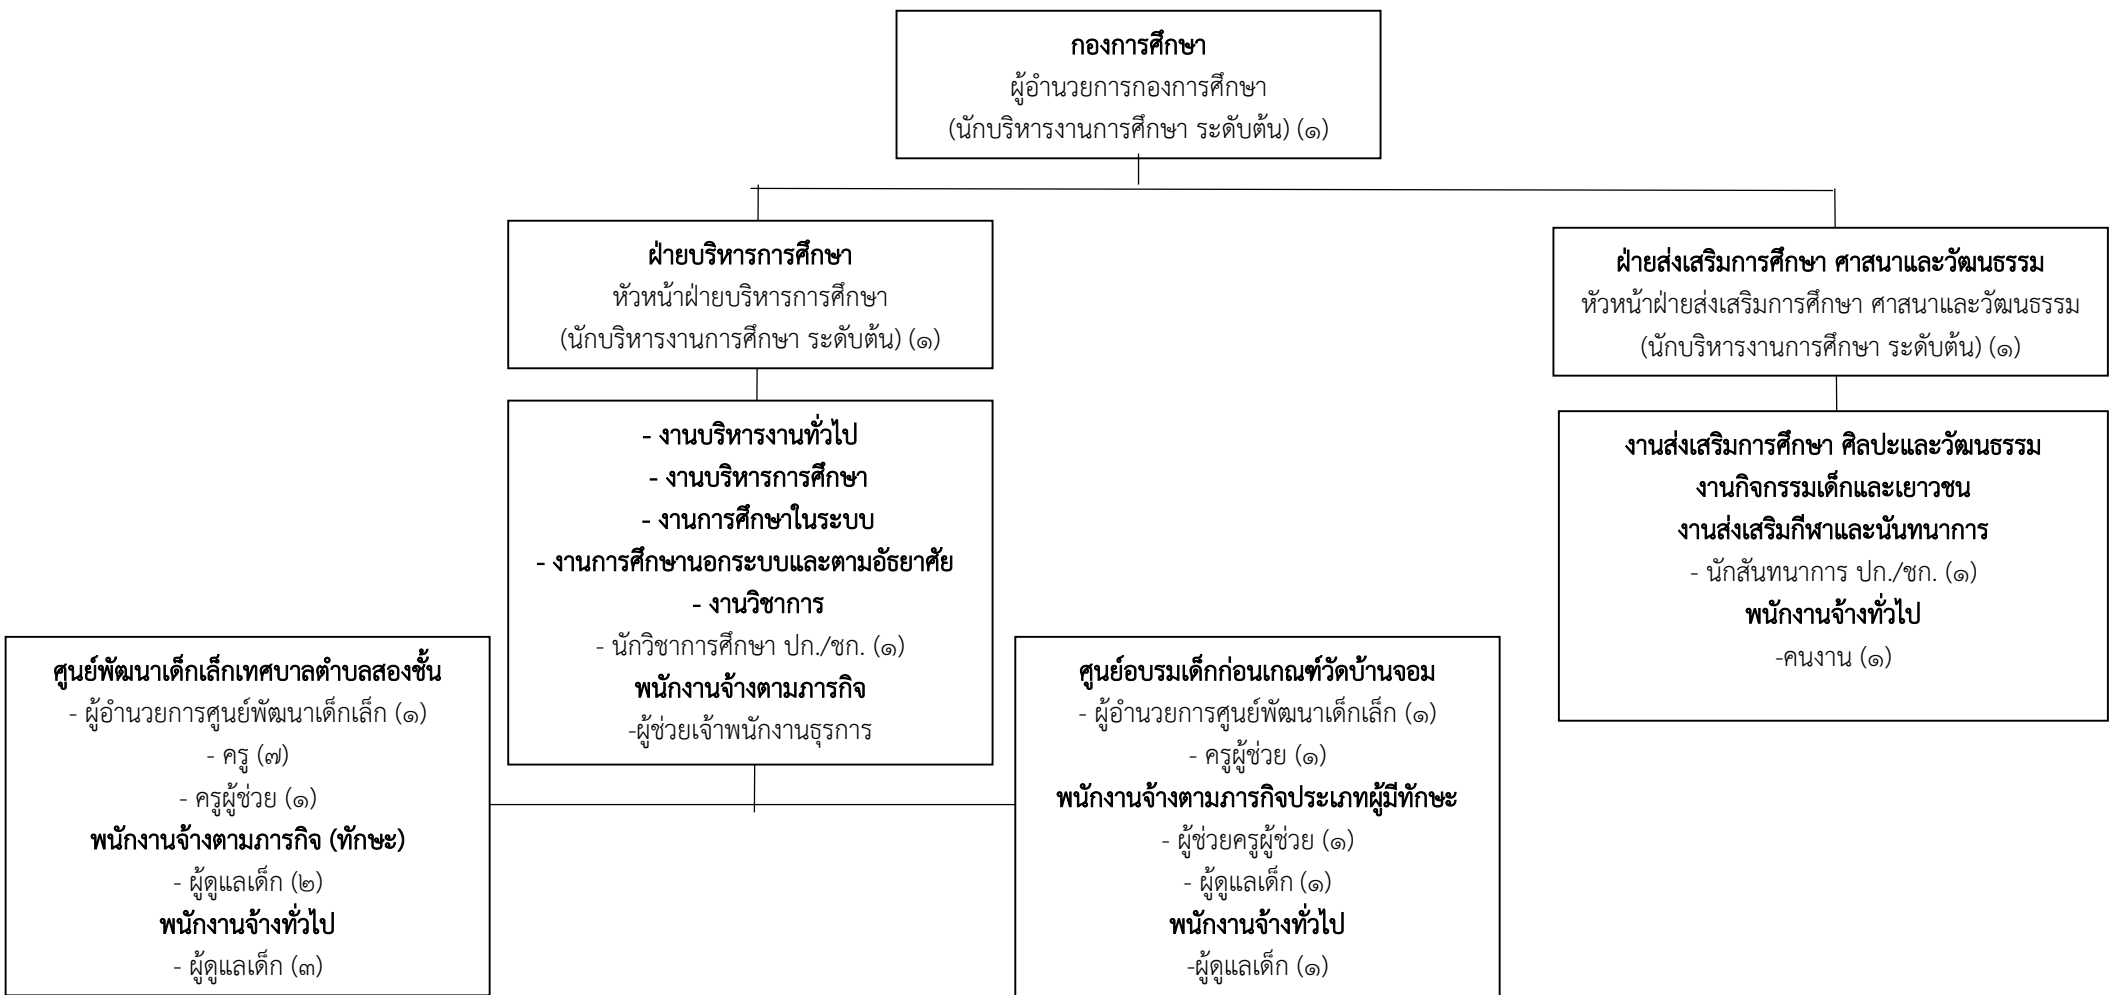 กองการศึกษา
ผู้อำนวยการกองการศึกษา
(นักบริหารงานการศึกษา ระดับต้น) (๑)
ฝ่ายบริหารการศึกษา
หัวหน้าฝ่ายบริหารการศึกษา
(นักบริหารงานการศึกษา ระดับต้น) (๑)
ฝ่ายส่งเสริมการศึกษา ศาสนาและวัฒนธรรม
หัวหน้าฝ่ายส่งเสริมการศึกษา ศาสนาและวัฒนธรรม
(นักบริหารงานการศึกษา ระดับต้น) (๑)
- งานบริหารงานทั่วไป
- งานบริหารการศึกษา
- งานการศึกษาในระบบ
- งานการศึกษานอกระบบและตามอัธยาศัย
- งานวิชาการ
- นักวิชาการศึกษา ปก./ชก. (๑)
พนักงานจ้างตามภารกิจ
-ผู้ช่วยเจ้าพนักงานธุรการ
งานส่งเสริมการศึกษา ศิลปะและวัฒนธรรม
งานกิจกรรมเด็กและเยาวชน
งานส่งเสริมกีฬาและนันทนาการ
- นักสันทนาการ ปก./ชก. (๑)
พนักงานจ้างทั่วไป
-คนงาน (๑)
ศูนย์พัฒนาเด็กเล็กเทศบาลตำบลสองชั้น
- ผู้อำนวยการศูนย์พัฒนาเด็กเล็ก (๑)
- ครู (๗)
- ครูผู้ช่วย (๑)
พนักงานจ้างตามภารกิจ (ทักษะ)
- ผู้ดูแลเด็ก (๒)
พนักงานจ้างทั่วไป
- ผู้ดูแลเด็ก (๓)
ศูนย์อบรมเด็กก่อนเกณฑ์วัดบ้านจอม
- ผู้อำนวยการศูนย์พัฒนาเด็กเล็ก (๑)
- ครูผู้ช่วย (๑)
พนักงานจ้างตามภารกิจประเภทผู้มีทักษะ
- ผู้ช่วยครูผู้ช่วย (๑)
- ผู้ดูแลเด็ก (๑)
พนักงานจ้างทั่วไป
-ผู้ดูแลเด็ก (๑)